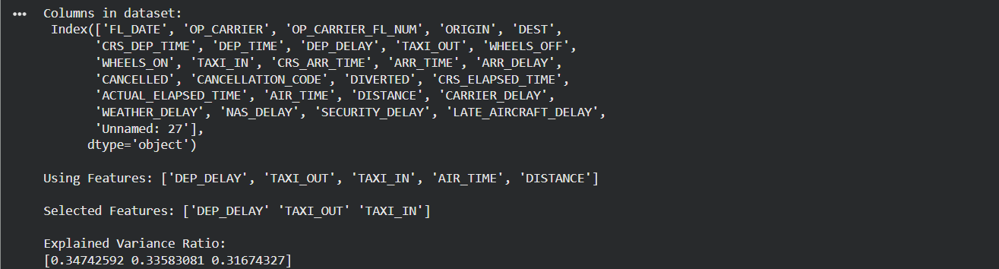 Columns in dataset:
Index(['FL_DATE', 'OP_CARRIER', 'OP_CARRIER_FL_NUM', 'ORIGIN', 'DEST',
'CRS_DEP_TIME', 'DEP_TIME', 'DEP_DELAY', 'TAXI_OUT', 'WHEELS_OFF',
'WHEELS_ON', 'TAXI_IN', 'CRS_ARR_TIME', 'ARR_TIME', 'ARR_DELAY',
'CANCELLED', 'CANCELLATION_CODE', 'DIVERTED', 'CRS_ELAPSED_TIME',
'ACTUAL_ELAPSED_TIME', 'AIR_TIME', 'DISTANCE', 'CARRIER_DELAY',
'WEATHER_DELAY', 'NAS_DELAY', 'SECURITY_DELAY', 'LATE_AIRCRAFT_DELAY',
'Unnamed: 27'],
dtype='object')
Using Features: ['DEP_DELAY', 'TAXI_OUT', 'TAXI_IN', 'AIR_TIME', 'DISTANCE']
Selected Features: ['DEP_DELAY' 'TAXI_OUT' 'TAXI_IN']
Explained Variance Ratio:
[0.34742592 0.33583081 0.31674327]